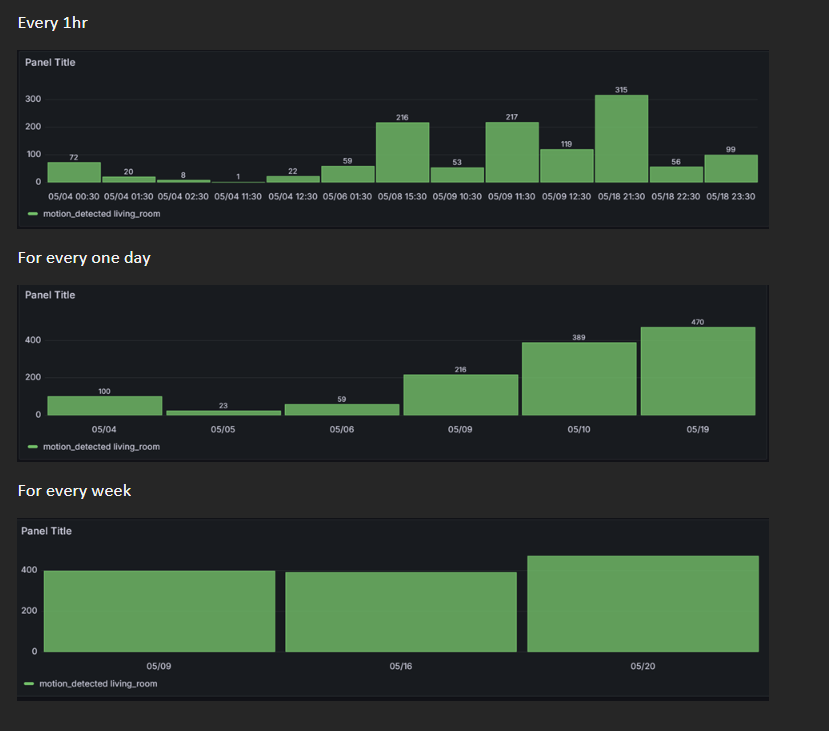 Every 1hr
Panel Title
300
200
100
0
72
20
8
1
22
59
216
53
217
119
315
56
99
05/04 00:30 05/04 01:30 05/04 02:30 05/04 11:30 05/04 12:30 05/06 01:30 05/08 15:30 05/09 10:30 05/09 11:30 05/09 12:30 05/18 21:30 05/18 22:30 05/18 23:30
motion_detected living_room
For every one day
Panel Title
400
200
0
100
23
59
216
389
470
05/04 05/05 05/06 05/09 05/10 05/19
motion_detected living_room
For every week
Panel Title
400
200
0
05/09 05/16 05/20
motion_detected living_room